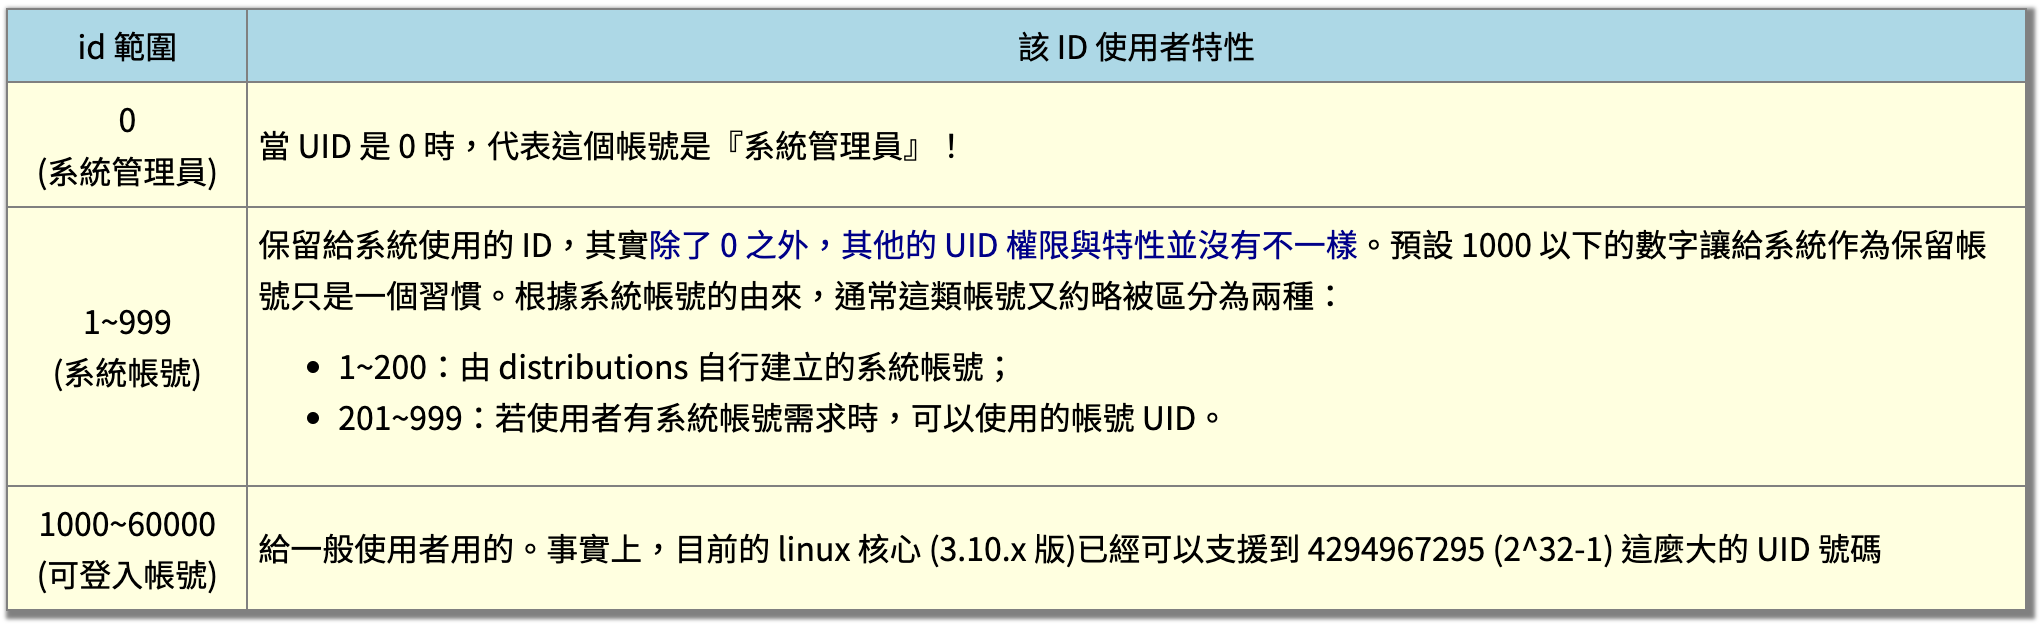 id 範圍
該 ID 使用者特性
0
(系統管理員)
當 UID 是 0 時，代表這個帳號是『系統管理員』！
1~999
(系統帳號)
保留給系統使用的 ID，其實除了 0 之外，其他的 UID 權限與特性並沒有不一樣。預設 1000 以下的數字讓給系統作為保留帳
號只是一個習慣。根據系統帳號的由來，通常這類帳號又約略被區分為兩種：
• 1~200：由 distributions 自行建立的系統帳號；
• 201~999：若使用者有系統帳號需求時，可以使用的帳號 UID。
1000~60000
(可登入帳號)
給一般使用者用的。事實上，目前的 linux 核心 (3.10.x 版)已經可以支援到 4294967295 (2^32-1) 這麼大的 UID 號碼